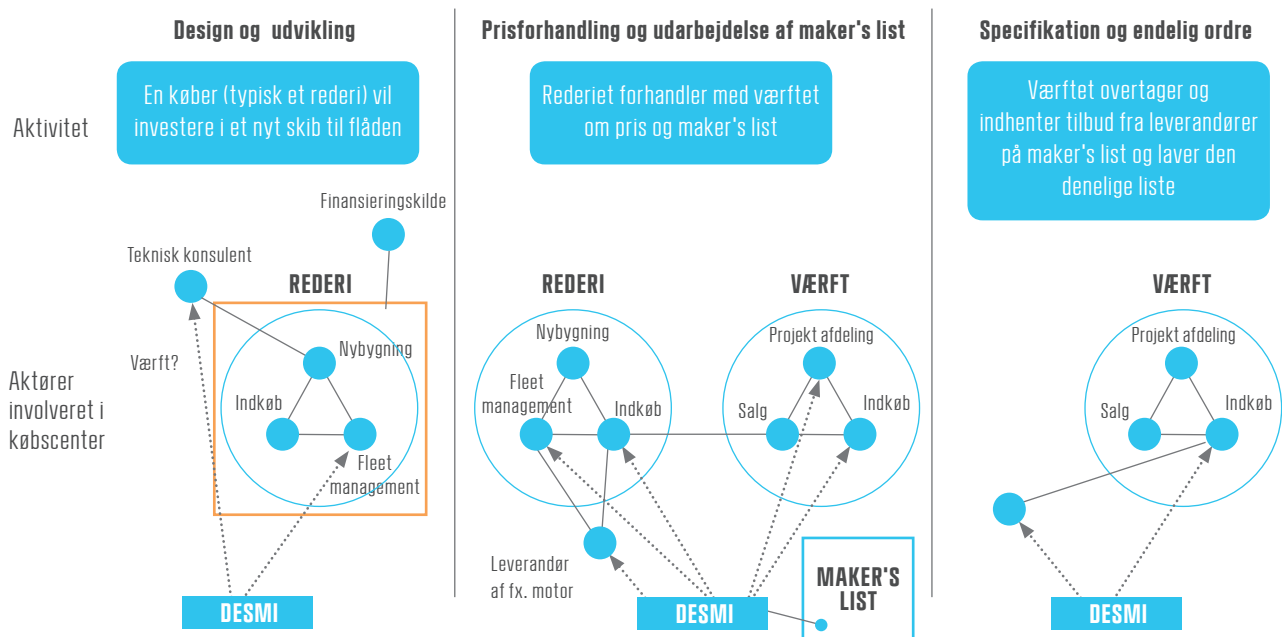 Design og udvikling
Prisforhandling og udarbejdelse af maker's list
Specifikation og endelig ordre
Aktivitet
En køber (typisk et rederi) vil
investere i et nyt skib til flåden
Rederiet forhandler med værftet
om pris og maker's list
Værftet overtager og
indhenter tilbud fra leverandører
på maker's list og laver den
denelige liste
Aktører
involveret i
købscenter
Finansieringskilde
Teknisk konsulent
REDERI
Nybygning
Værft?
Indkøb
Fleet
management
DESMI
REDERI
Nybygning
Fleet
management
Indkøb
Leverandør
af fx. motor
VÆRFT
Projekt afdeling
Salg
Indkøb
DESMI
MAKER'S
LIST
VÆRFT
Projekt afdeling
Salg
Indkøb
DESMI